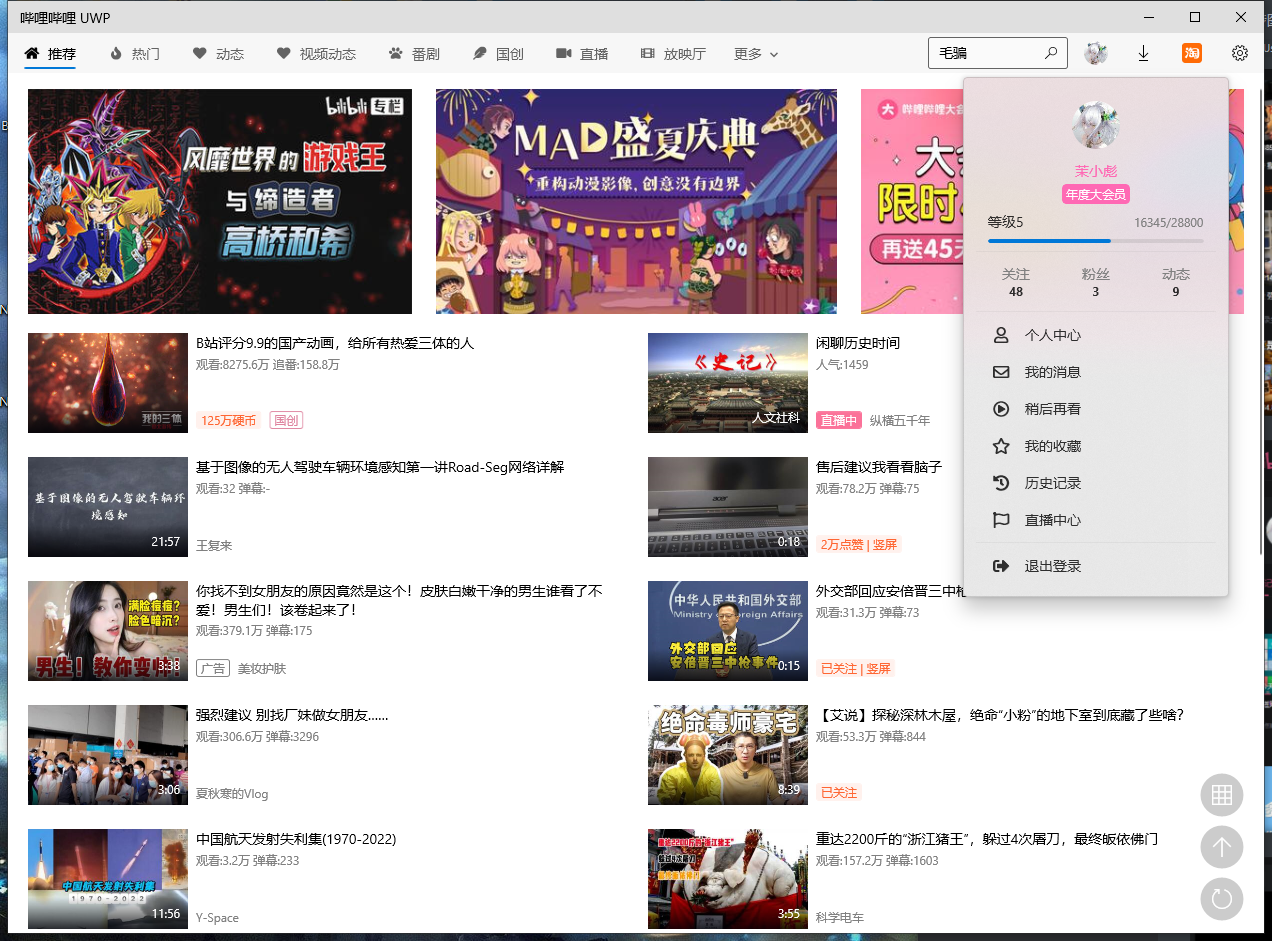 哔哩哔哩 UWP
推荐
热门
动态
视频动态
番剧
国创
直播
放映厅
更多
毛骗
淘
bilibili 专栏
风靡世界的游戏王
与缔造者
高桥和希
MAD盛夏庆典
重构动漫影像，创意没有边界
大 哔哩哔哩大会
大会
限时
再送45天
茉小彪
年度大会员
等级5
16345/28800
关注
粉丝
动态
48
3
9
个人中心
我的消息
稍后再看
我的收藏
历史记录
直播中心
退出登录
我的三体
B站评分9.9的国产动画，给所有热爱三体的人
观看:8275.6万 追番:158.8万
125万硬币
国创
《史记》
人文社科
闲聊历史时间
人气:1459
直播中
纵横五千年
基于图像的无人驾驶车辆环
境感知
21:57
基于图像的无人驾驶车辆环境感知第一讲Road-Seg网络详解
观看:32 弹幕:-
王复来
acer
0:18
售后建议我看看脑子
观看:78.2万 弹幕:75
2万点赞 | 竖屏
满脸痘痘?
脸色暗沉?
男生！教你变帅！
3:38
你找不到女朋友的原因竟然是这个！皮肤白嫩干净的男生谁看了不
爱！男生们！该卷起来了！
观看:379.1万 弹幕:175
广告
美妆护肤
中华人民共和国外交部
Ministry of Foreign Affairs
外交部回应
安倍晋三中枪事件
0:15
外交部回应安倍晋三中枪
观看:31.3万 弹幕:73
已关注 | 竖屏
3:06
强烈建议 别找厂妹做女朋友……
观看:306.6万 弹幕:3296
夏秋寒的Vlog
绝命毒师豪宅
8:39
【艾说】探秘深林木屋，绝命“小粉”的地下室到底藏了些啥？
观看:53.3万 弹幕:844
已关注
中国航天发射失利集
1970-2022
11:56
中国航天发射失利集(1970-2022)
观看:3.2万 弹幕:233
Y-Space
重达2200斤的“浙江猪王”
躲过4次屠刀
3:55
重达2200斤的“浙江猪王”，躲过4次屠刀，最终皈依佛门
观看:157.2万 弹幕:1603
科学电车